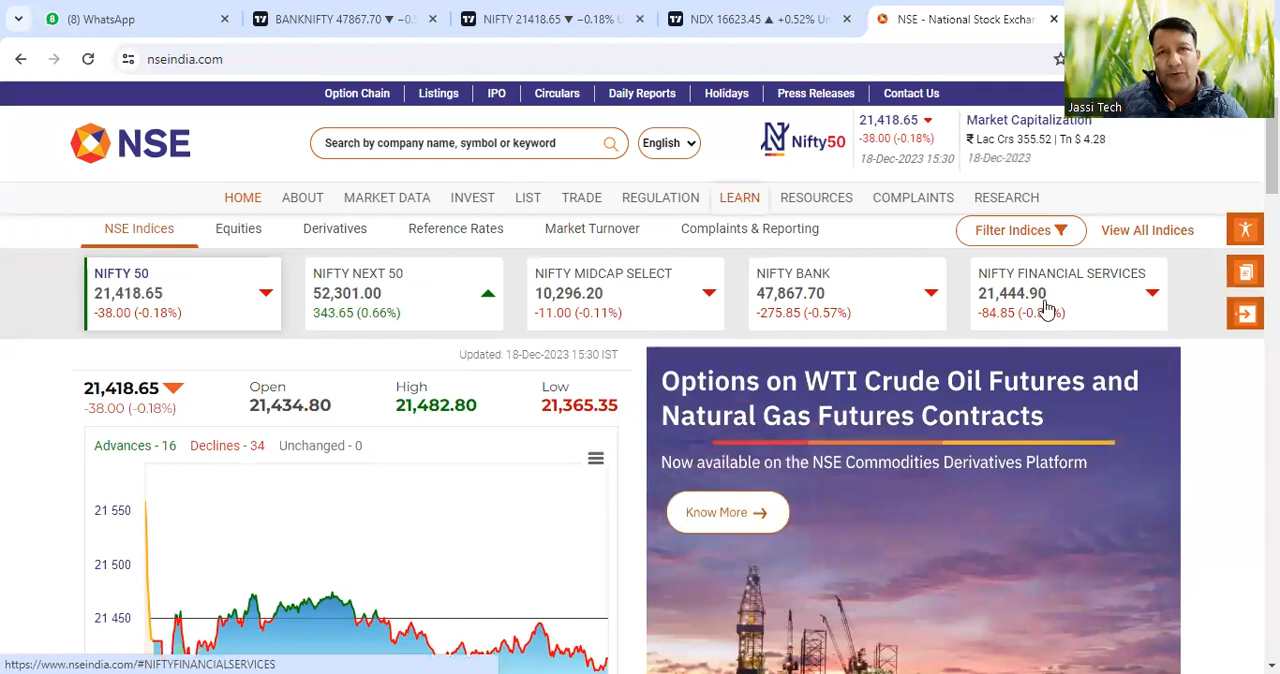 (8) WhatsApp
BANKNIFTY 47867.70 ▼ −0.
NIFTY 21418.65 ▼ −0.18% U
NDX 16623.45 ▲ +0.52% Un
NSE - National Stock Exchan
nseindia.com
Jassi Tech
Option Chain
Listings
IPO
Circulars
Daily Reports
Holidays
Press Releases
Contact Us
NSE
Search by company name, symbol or keyword
English
Nifty50
21,418.65
-38.00 (-0.18%)
18-Dec-2023 15:30
Market Capitalization
₹ Lac Crs 355.52 | Tn $ 4.28
18-Dec-2023
HOME
ABOUT
MARKET DATA
INVEST
LIST
TRADE
REGULATION
LEARN
RESOURCES
COMPLAINTS
RESEARCH
NSE Indices
Equities
Derivatives
Reference Rates
Market Turnover
Complaints & Reporting
Filter Indices
View All Indices
NIFTY 50
21,418.65
-38.00 (-0.18%)
NIFTY NEXT 50
52,301.00
343.65 (0.66%)
NIFTY MIDCAP SELECT
10,296.20
-11.00 (-0.11%)
NIFTY BANK
47,867.70
-275.85 (-0.57%)
NIFTY FINANCIAL SERVICES
21,444.90
-84.85
Updated: 18-Dec-2023 15:30 IST
21,418.65
-38.00 (-0.18%)
Open
21,434.80
High
21,482.80
Low
21,365.35
Advances - 16
Declines - 34
Unchanged - 0
21 550
21 500
21 450
Options on WTI Crude Oil Futures and
Natural Gas Futures Contracts
Now available on the NSE Commodities Derivatives Platform
Know More →
https://www.nseindia.com/#NIFTYFINANCIALSERVICES